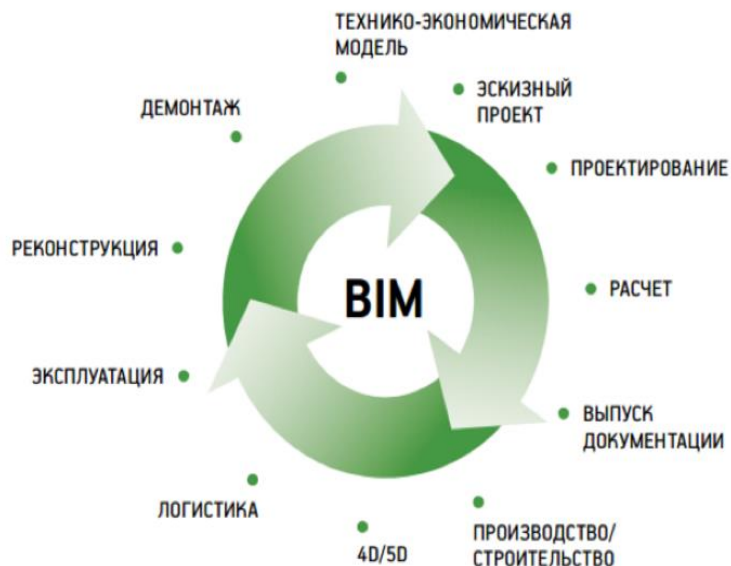 ТЕХНИКО-ЭКОНОМИЧЕСКАЯ
МОДЕЛЬ
ЭСКИЗНЫЙ
ПРОЕКТ
ПРОЕКТИРОВАНИЕ
РАСЧЕТ
ВЫПУСК
ДОКУМЕНТАЦИИ
ПРОИЗВОДСТВО/
СТРОИТЕЛЬСТВО
4D/5D
ЛОГИСТИКА
ЭКСПЛУАТАЦИЯ
РЕКОНСТРУКЦИЯ
ДЕМОНТАЖ
BIM